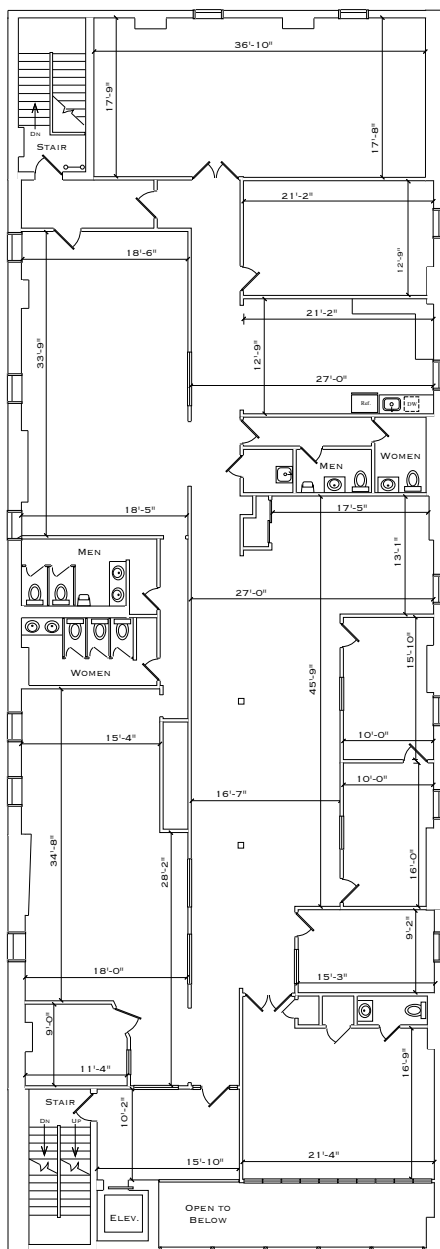 36'-10"
17'-9"
17'-8"
DN
STAIR
21'-2"
12'-9"
18'-6"
33'-9"
21'-2"
12'-9"
27'-0"
Ref.
DW
MEN
WOMEN
18'-5"
17'-5"
13'-1"
MEN
27'-0"
45'-9"
15'-10"
WOMEN
15'-4"
10'-0"
10'-0"
16'-7"
16'-0"
34'-8"
28'-2"
9'-2"
18'-0"
15'-3"
9'-0"
16'-9"
11'-4"
STAIR
DN
UP
10'-2"
15'-10"
21'-4"
ELEV.
OPEN TO
BELOW